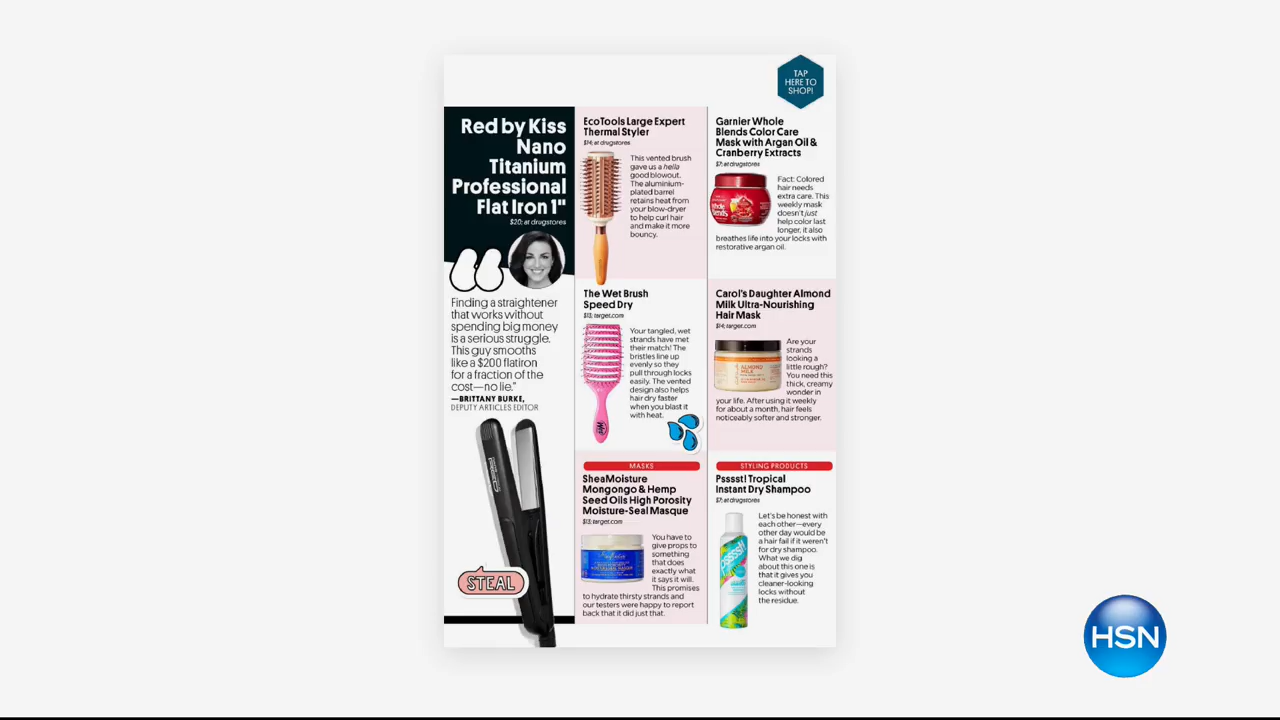 TAP
HERE TO
SHOP!
Red by Kiss
Nano
Titanium
Professional
Flat Iron 1"
$20; at drugstores
Finding a straightener
that works without
spending big money
is a serious struggle.
This guy smooths
like a $200 flatiron
for a fraction of the
cost—no lie."
—BRITTANY BURKE,
DEPUTY ARTICLES EDITOR
STEAL
EcoTools Large Expert
Thermal Styler
$14; at drugstores
This vented brush
gave us a hella
good blowout.
The aluminium-
plated barrel
retains heat from
your blow-dryer
to help curl hair
and make it more
bouncy.
The Wet Brush
Speed Dry
$13; target.com
Your tangled, wet
strands have met
their match! The
bristles line up
evenly so they
pull through locks
easily. The vented
design also helps
hair dry faster
when you blast it
with heat.
Wet
MASKS
SheaMoisture
Mongongo & Hemp
Seed Oils High Porosity
Moisture-Seal Masque
$13; target.com
You have to
give props to
something
that does
exactly what
it says it will.
This promises
to hydrate thirsty strands and
our testers were happy to report
back that it did just that.
Garnier Whole
Blends Color Care
Mask with Argan Oil &
Cranberry Extracts
$7; at drugstores
whole
blends
Fact: Colored
hair needs
extra care. This
weekly mask
doesn't just
help color last
longer, it also
breathes life into your locks with
restorative argan oil.
Carol's Daughter Almond
Milk Ultra-Nourishing
Hair Mask
$14; target.com
ALMOND
MILK
Are your
strands
looking a
little rough?
You need this
thick, creamy
wonder in
your life. After using it weekly
for about a month, hair feels
noticeably softer and stronger.
STYLING PRODUCTS
Psssst! Tropical
Instant Dry Shampoo
$7; at drugstores
PSSSST!
Let's be honest with
each other—every
other day would be
a hair fail if it weren't
for dry shampoo.
What we dig
about this one is
that it gives you
cleaner-looking
locks without
the residue.
HSN